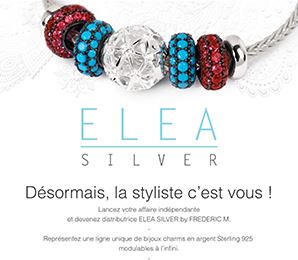 ELEA
SILVER
Désormais, la styliste c'est vous !
Lancez votre affaire indépendante
et devenez distributrice ELEA SILVER by FREDERIC M.
Représentez une ligne unique de bijoux charms en argent Sterling 925
modulables à l'infini.